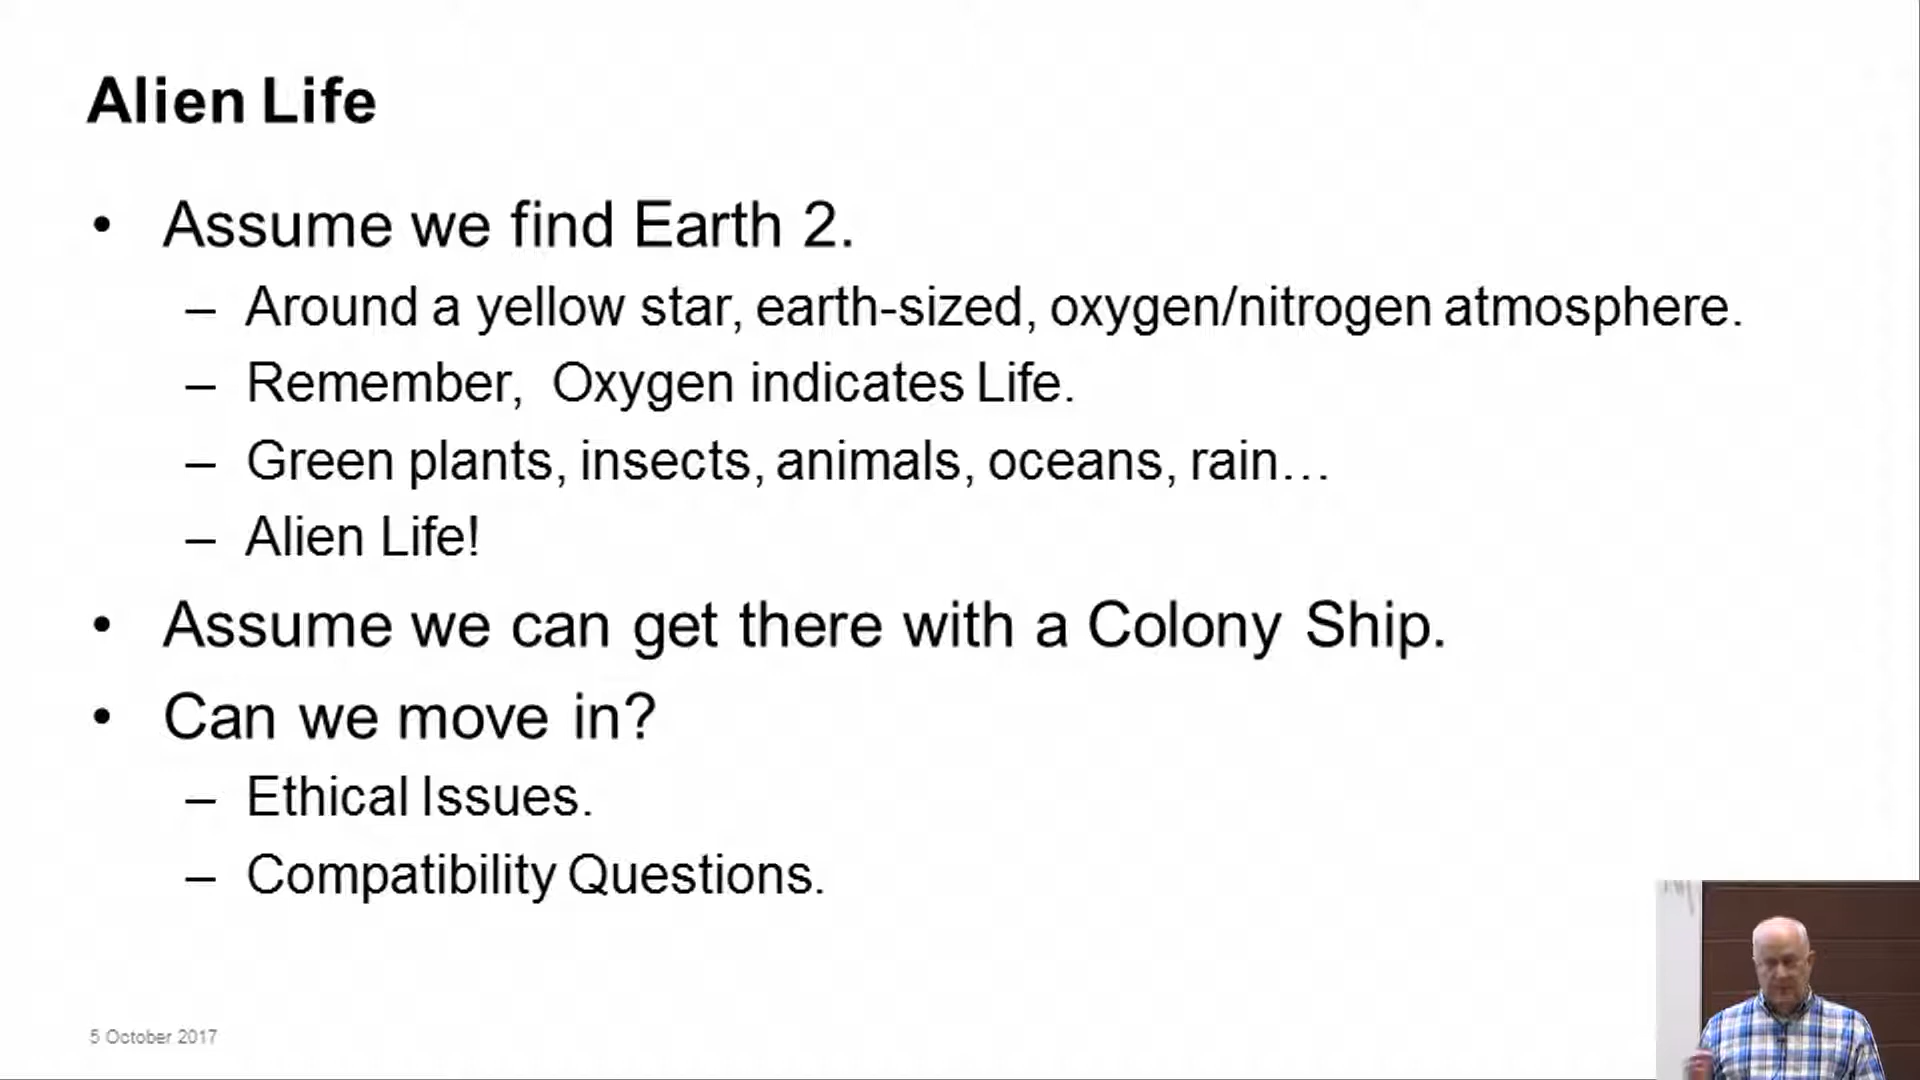 Alien Life
• Assume we find Earth 2.
– Around a yellow star, earth-sized, oxygen/nitrogen atmosphere.
– Remember, Oxygen indicates Life.
– Green plants, insects, animals, oceans, rain…
– Alien Life!
• Assume we can get there with a Colony Ship.
• Can we move in?
– Ethical Issues.
– Compatibility Questions.
5 October 2017